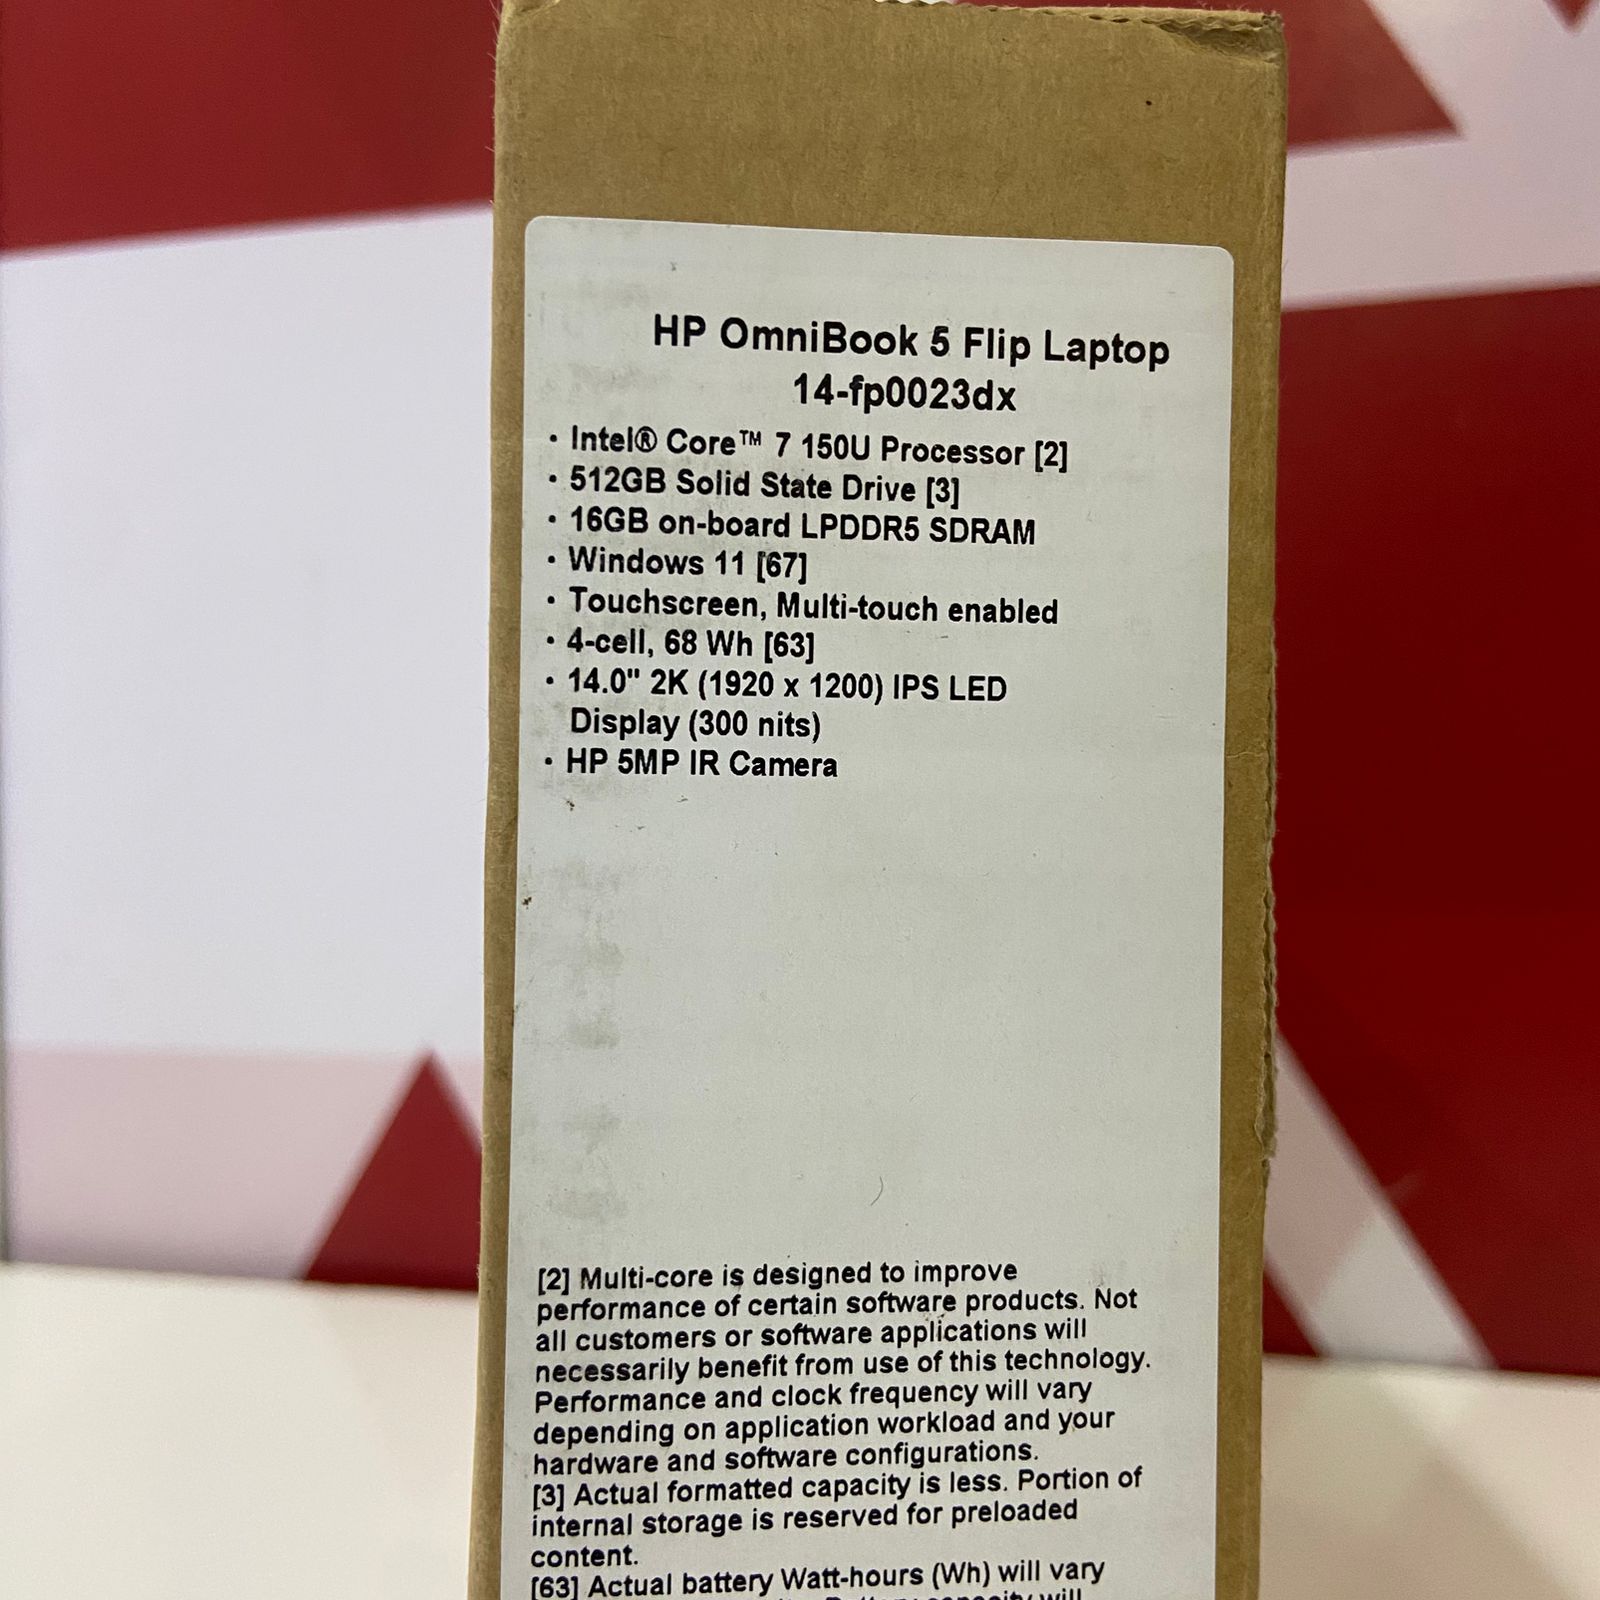 HP OmniBook 5 Flip Laptop
14-fp0023dx
• Intel® Core™ 7 150U Processor [2]
• 512GB Solid State Drive [3]
• 16GB on-board LPDDR5 SDRAM
• Windows 11 [67]
• Touchscreen, Multi-touch enabled
• 4-cell, 68 Wh [63]
• 14.0" 2K (1920 x 1200) IPS LED
Display (300 nits)
• HP 5MP IR Camera
[2] Multi-core is designed to improve
performance of certain software products. Not
all customers or software applications will
necessarily benefit from use of this technology.
Performance and clock frequency will vary
depending on application workload and your
hardware and software configurations.
[3] Actual formatted capacity is less. Portion of
internal storage is reserved for preloaded
content.
[63] Actual battery Watt-hours (Wh) will vary
Battery capacity will